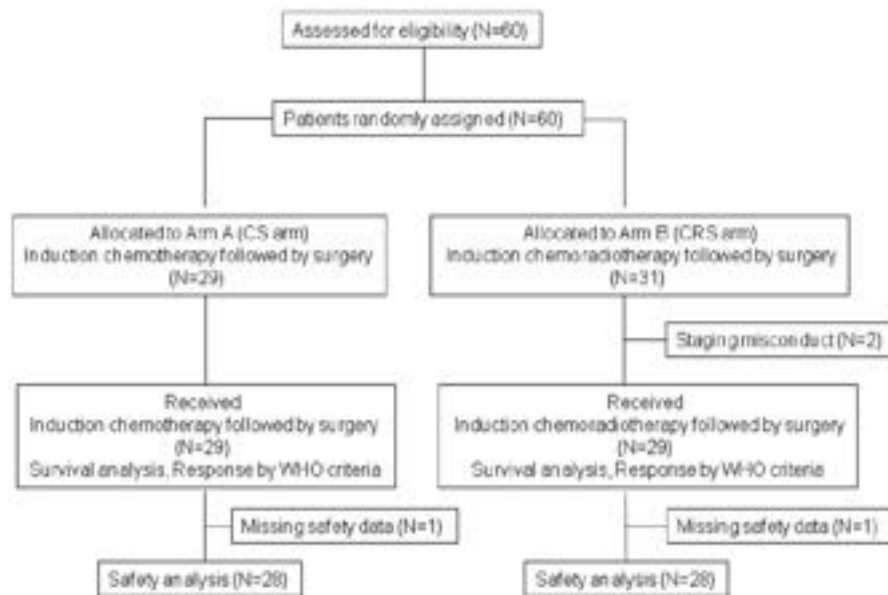 Assessed for eligibility (N=60)
Patients randomly assigned (N=60)
Allocated to Arm A (CS arm)
Induction chemotherapy followed by surgery
(N=29)
Allocated to Arm B (CRS arm)
Induction chemoradiotherapy followed by surgery
(N=31)
Staging misconduct (N=2)
Received
Induction chemotherapy followed by surgery
(N=29)
Survival analysis, Response by WHO criteria
Received
Induction chemoradiotherapy followed by surgery
(N=29)
Survival analysis, Response by WHO criteria
Missing safety data (N=1)
Missing safety data (N=1)
Safety analysis (N=28)
Safety analysis (N=28)